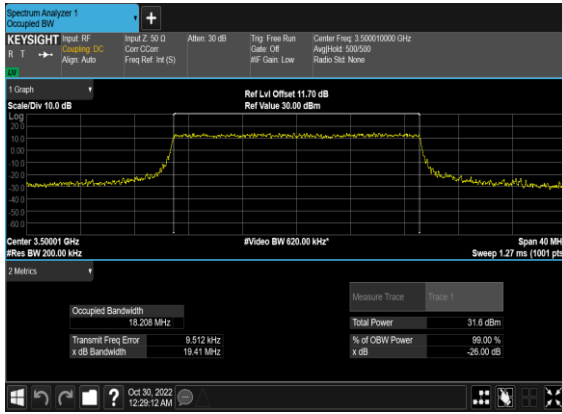 Spectrum Analyzer 1
Occupied BW
+
KEYSIGHT
R T
LXI
Input: RF
Coupling: DC
Align: Auto
Input Z: 50 Ω
Corr CCorr
Freq Ref: Int (S)
Atten: 30 dB
Trig: Free Run
Gate: Off
#IF Gain: Low
Center Freq: 3.500010000 GHz
Avg|Hold: 500/500
Radio Std: None
1 Graph
Scale/Div 10.0 dB
Ref Lvl Offset 11.70 dB
Ref Value 30.00 dBm
Log
20.0
10.0
0.00
-10.0
-20.0
-30.0
-40.0
-50.0
-60.0
Center 3.50001 GHz
#Res BW 200.00 kHz
#Video BW 620.00 kHz*
Span 40 MH
Sweep 1.27 ms (1001 pts
2 Metrics
Measure Trace Trace 1
Occupied Bandwidth
18.208 MHz
Total Power 31.6 dBm
Transmit Freq Error 9.512 kHz
% of OBW Power 99.00 %
x dB Bandwidth 19.41 MHz
x dB -26.00 dB
?
Oct 30, 2022
12:29:12 AM